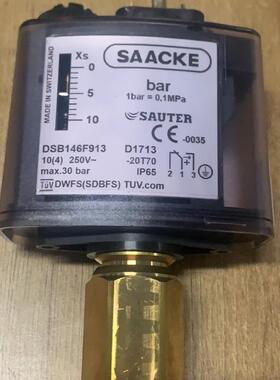 MADE IN SWITZERLAND
Xs
0
10
SAACKE
bar
1bar = 0,1MPa
SAUTER
CE -0035
DSB146F913 D1713
10(4) 250V~ -20T70
max.30 bar IP65
2 1 3
TÜV DWFS(SDBFS) TUV.com